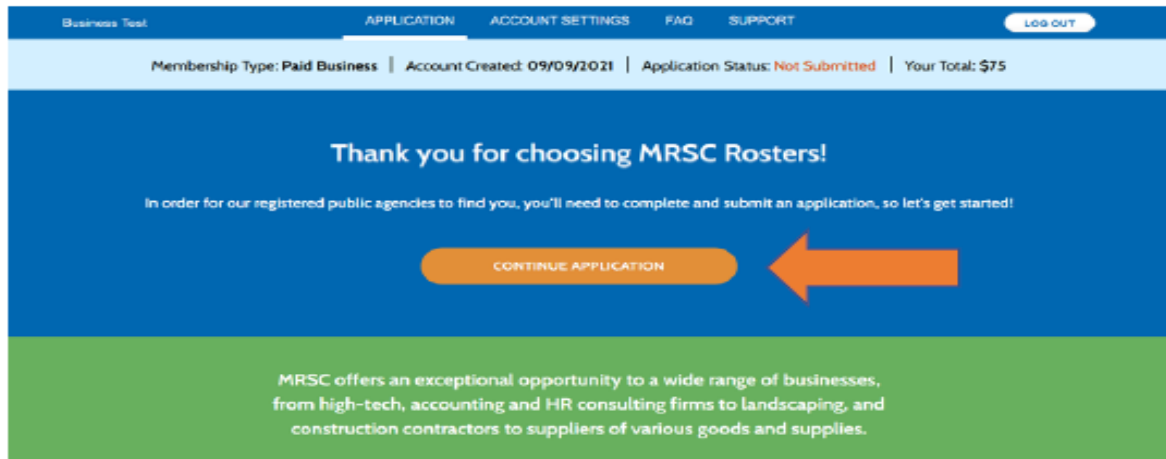 Business Test APPLICATION ACCOUNT SETTINGS FAQ SUPPORT LOG OUT
Membership Type: Paid Business | Account Created: 09/09/2021 | Application Status: Not Submitted | Your Total: $75
Thank you for choosing MRSC Rosters!
In order for our registered public agencies to find you, you'll need to complete and submit an application, so let's get started!
CONTINUE APPLICATION
MRSC offers an exceptional opportunity to a wide range of businesses,
from high-tech, accounting and HR consulting firms to landscaping, and
construction contractors to suppliers of various goods and supplies.